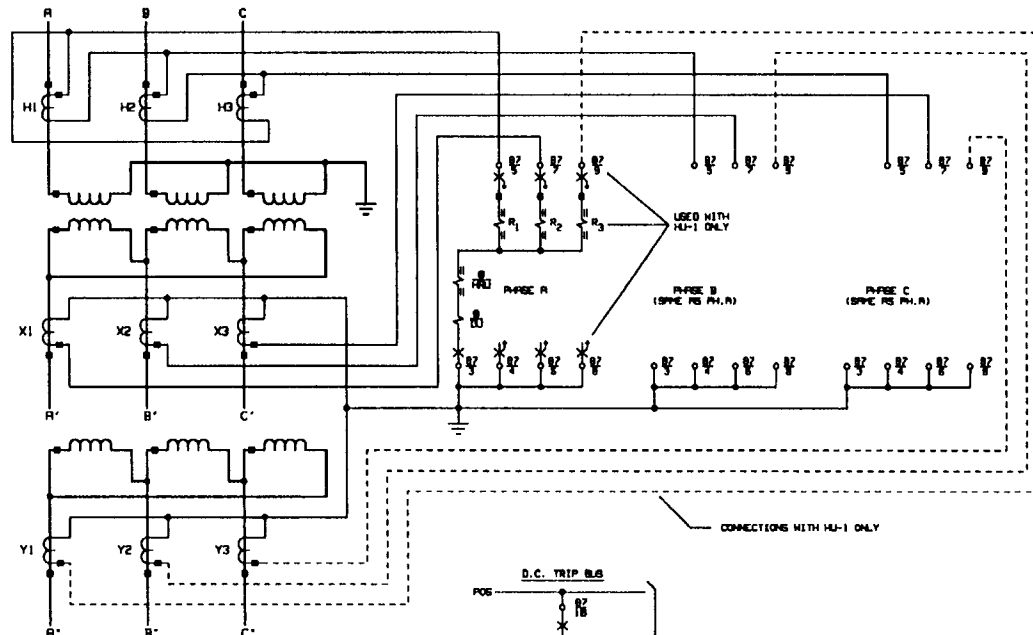 A B C
H1 H2 H3
87 5 87 7 87 9
87 5 87 7 87 9
87 5 87 7 87 9
R1 R2 R3
USED WITH
HU-1 ONLY
PHASE A
PHASE B
(SAME AS PH.A)
PHASE C
(SAME AS PH.A)
X1 X2 X3
87 3 87 4 87 6 87 8
87 3 87 4 87 6 87 8
87 3 87 4 87 6
A' B' C'
CONNECTIONS WITH HU-1 ONLY
Y1 Y2 Y3
D.C. TRIP BUS
POS
87 18
A" B" C"